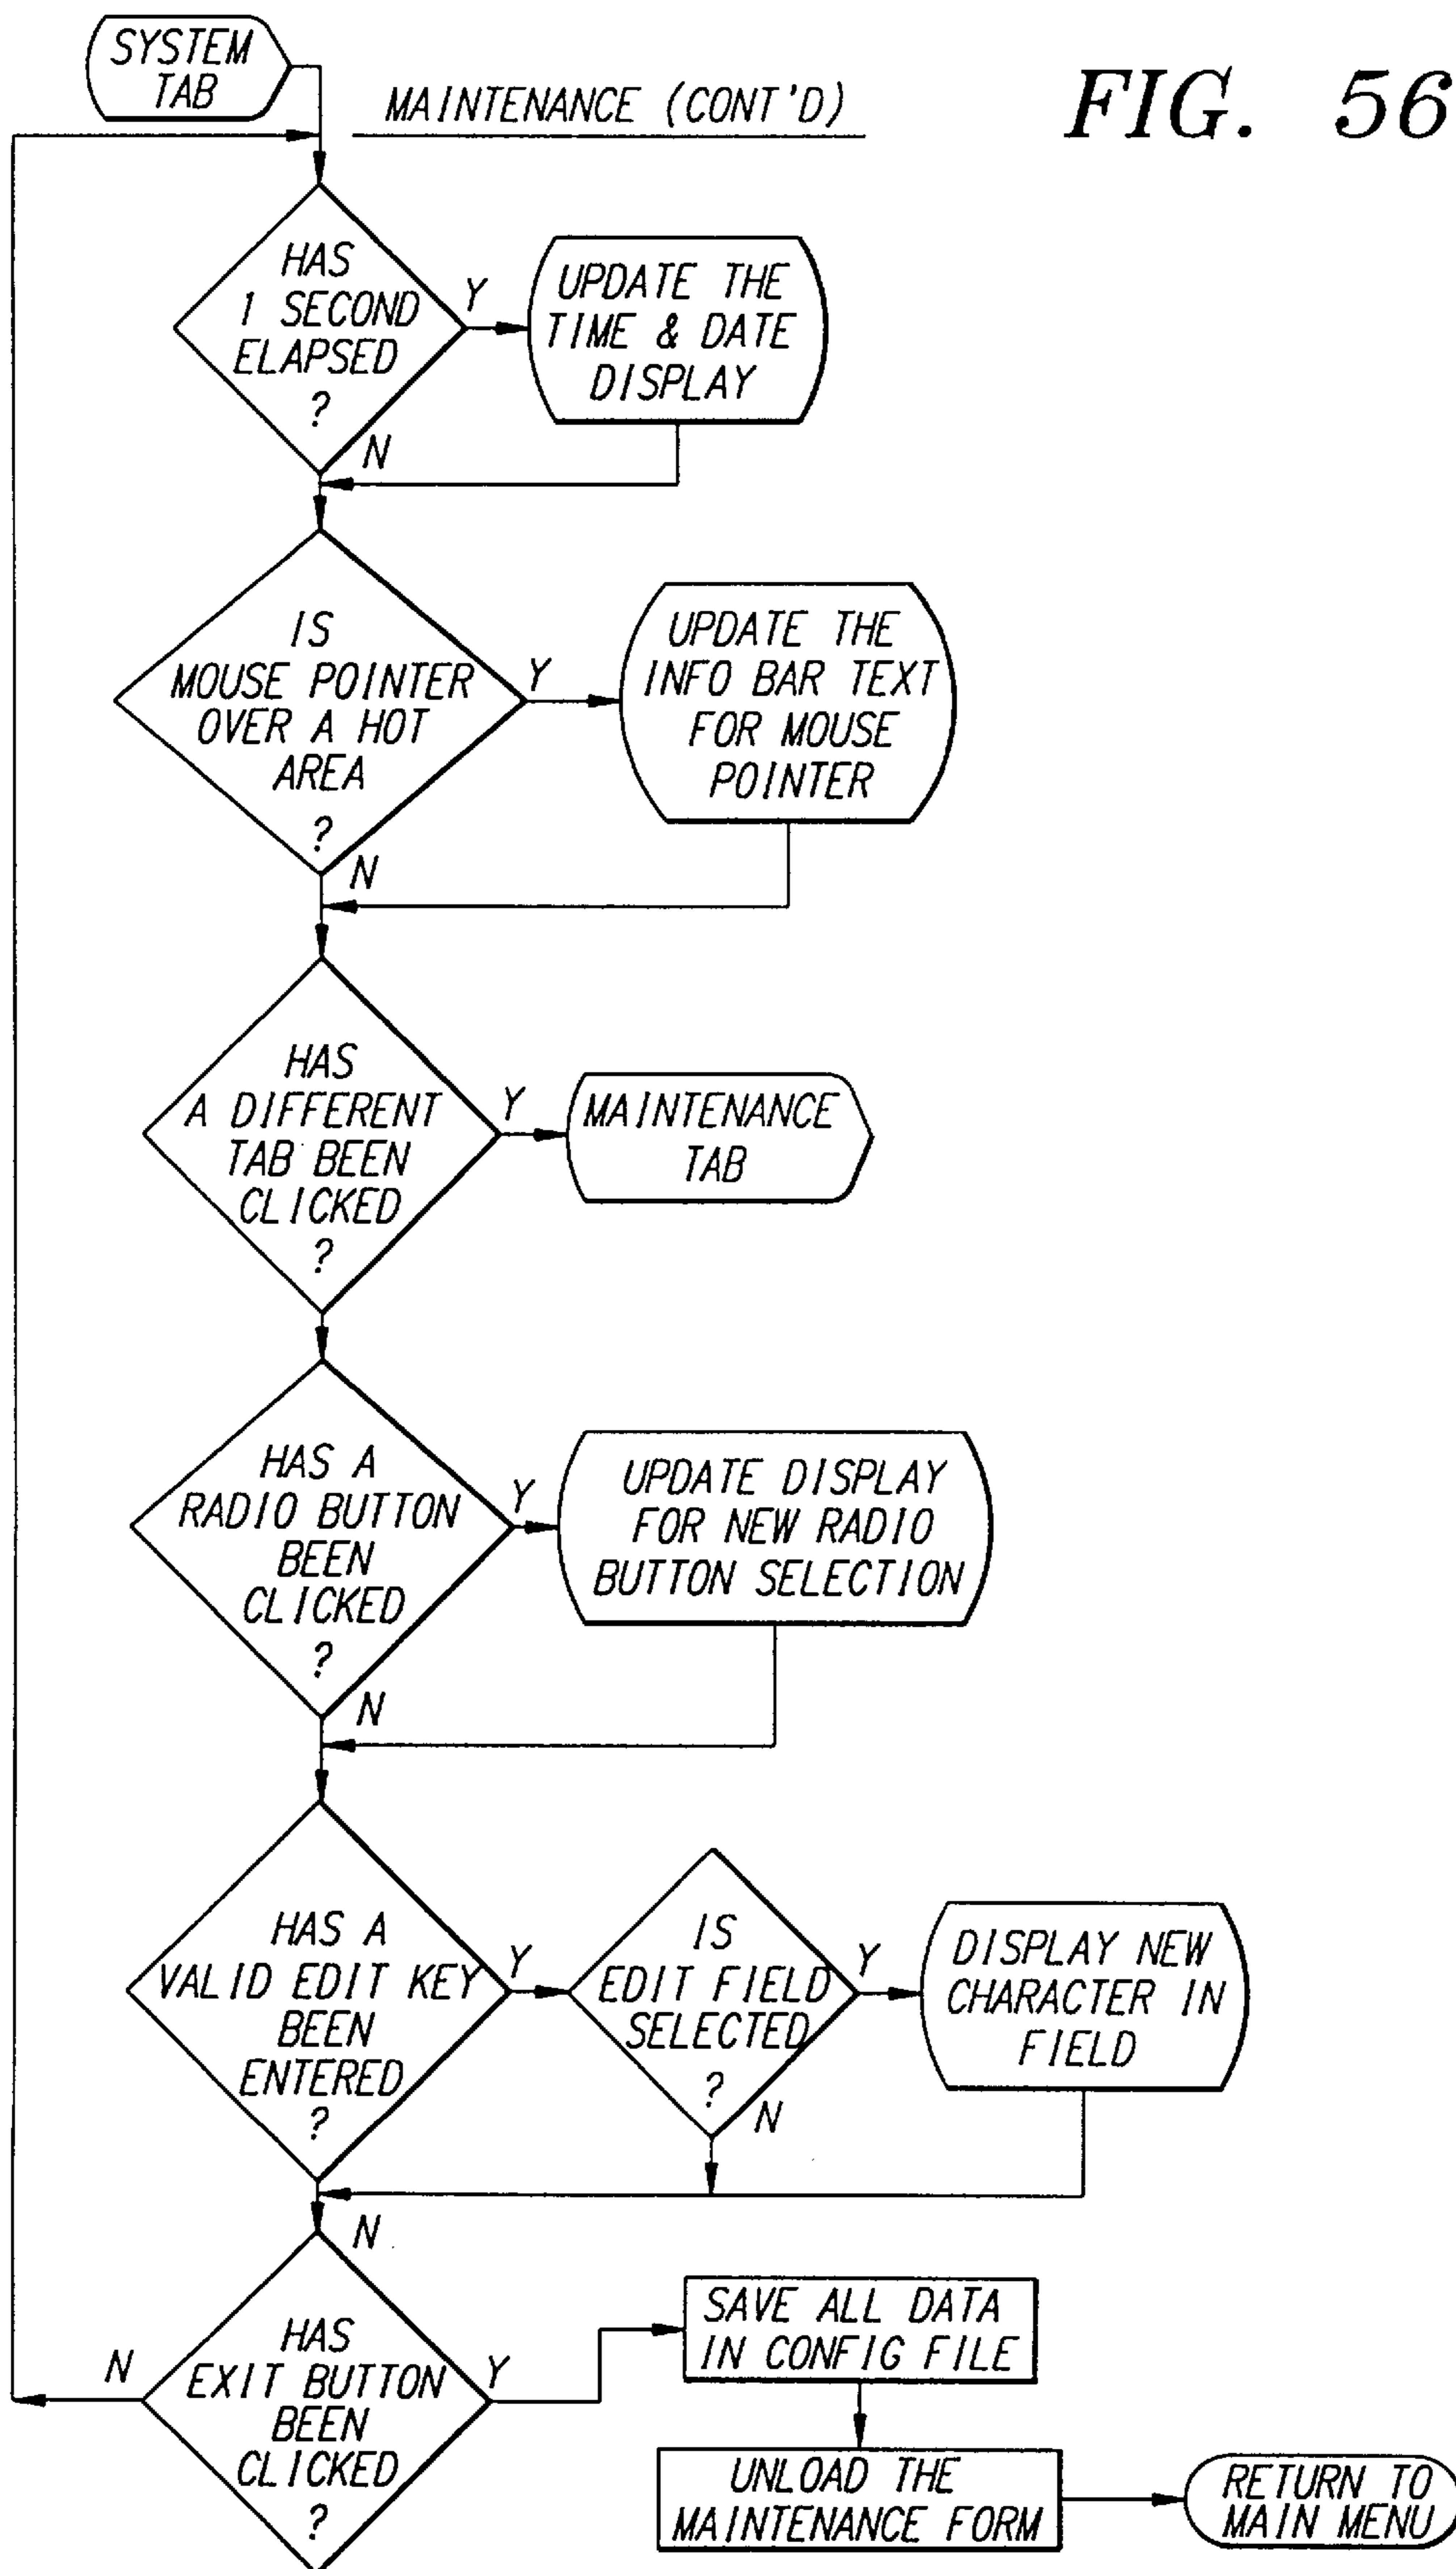 SYSTEM
TAB
MAINTENANCE (CONT'D)
FIG. 56
HAS
1 SECOND
ELAPSED
?
Y
N
UPDATE THE
TIME & DATE
DISPLAY
IS
MOUSE POINTER
OVER A HOT
AREA
?
Y
N
UPDATE THE
INFO BAR TEXT
FOR MOUSE
POINTER
HAS
A DIFFERENT
TAB BEEN
CLICKED
?
Y
MAINTENANCE
TAB
HAS A
RADIO BUTTON
BEEN
CLICKED
?
Y
N
UPDATE DISPLAY
FOR NEW RADIO
BUTTON SELECTION
HAS A
VALID EDIT KEY
BEEN
ENTERED
?
Y
N
IS
EDIT FIELD
SELECTED
?
Y
N
DISPLAY NEW
CHARACTER IN
FIELD
HAS
EXIT BUTTON
BEEN
CLICKED
?
N
Y
SAVE ALL DATA
IN CONFIG FILE
UNLOAD THE
MAINTENANCE FORM
RETURN TO
MAIN MENU